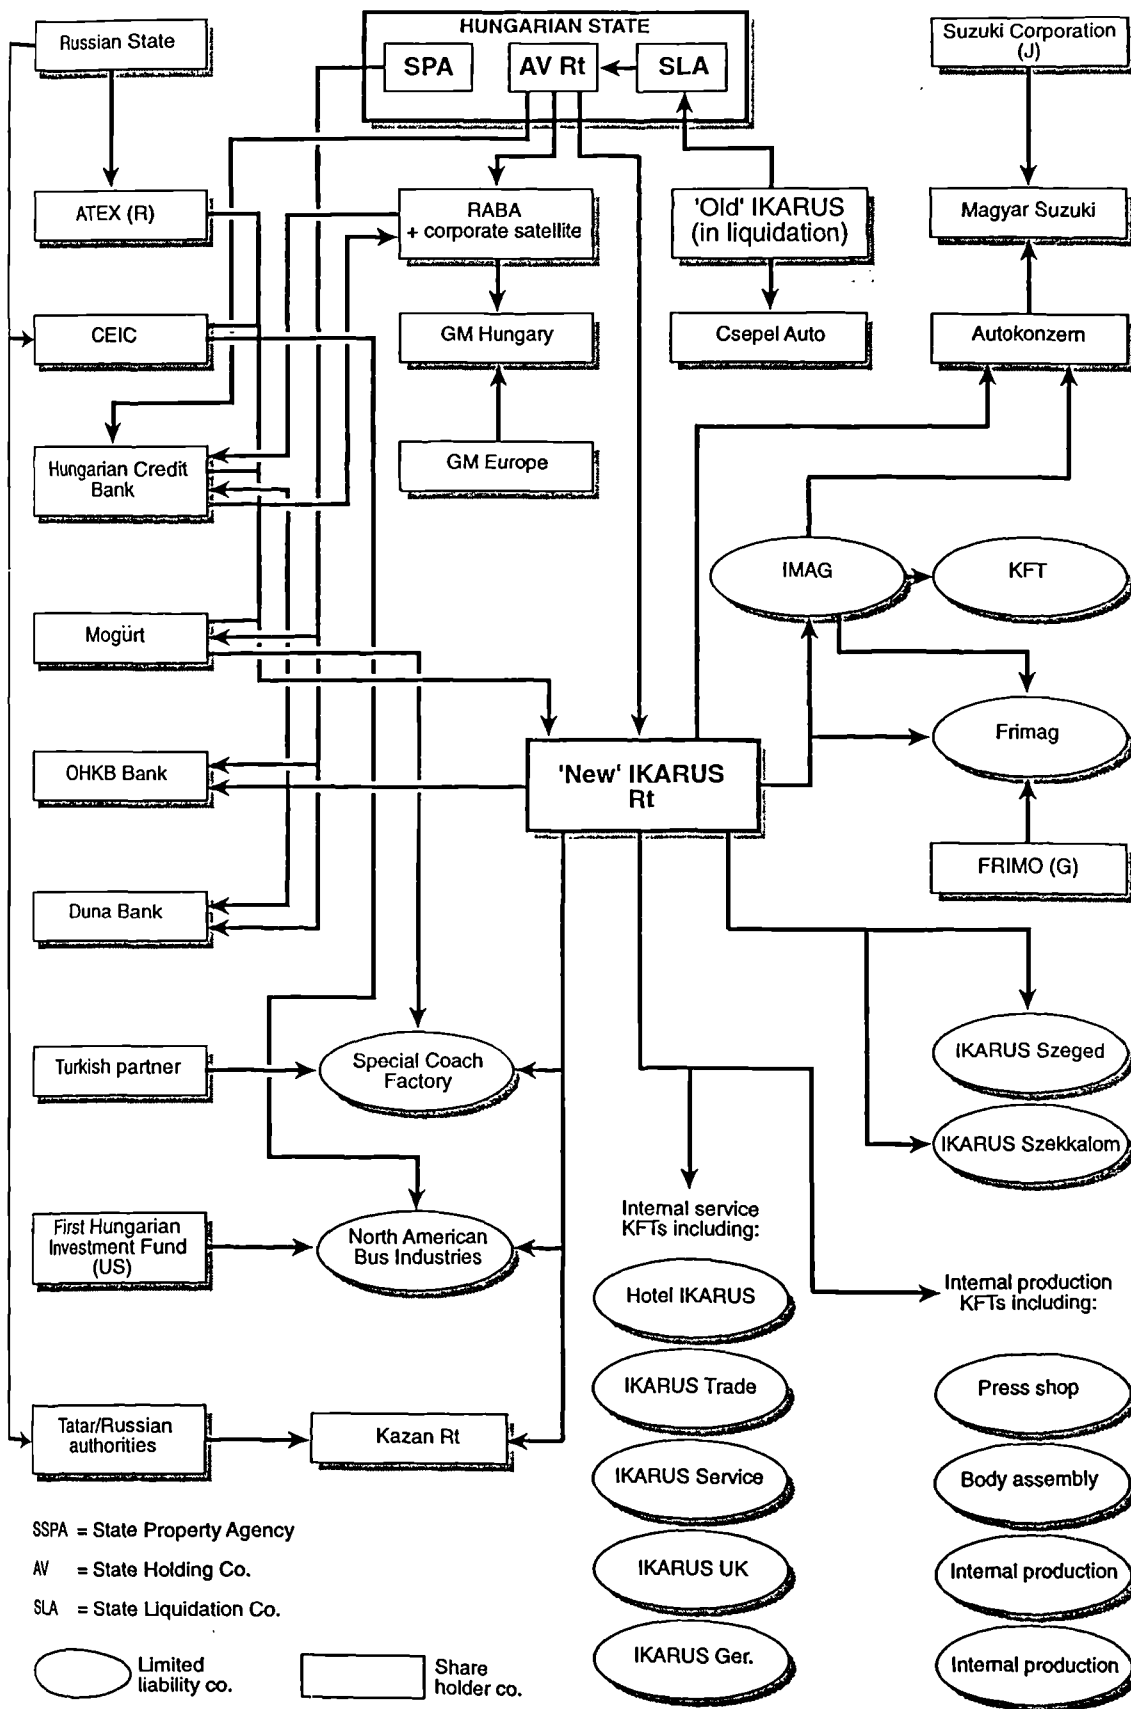 Russian State
HUNGARIAN STATE
SPA
AV Rt
SLA
Suzuki Corporation
(J)
ATEX (R)
RABA
+ corporate satellite
'Old' IKARUS
(in liquidation)
Magyar Suzuki
CEIC
GM Hungary
Csepel Auto
Autokonzern
Hungarian Credit
Bank
GM Europe
IMAG
KFT
Mogürt
Frimag
OHKB Bank
'New' IKARUS
Rt
FRIMO (G)
Duna Bank
IKARUS Szeged
Turkish partner
Special Coach
Factory
IKARUS Szekkalom
First Hungarian
Investment Fund
(US)
North American
Bus Industries
Internal service
KFTs including:
Hotel IKARUS
IKARUS Trade
IKARUS Service
IKARUS UK
IKARUS Ger.
Internal production
KFTs including:
Press shop
Body assembly
Internal production
Internal production
Tatar/Russian
authorities
Kazan Rt
SSPA = State Property Agency
AV = State Holding Co.
SLA = State Liquidation Co.
Limited
liability co.
Share
holder co.